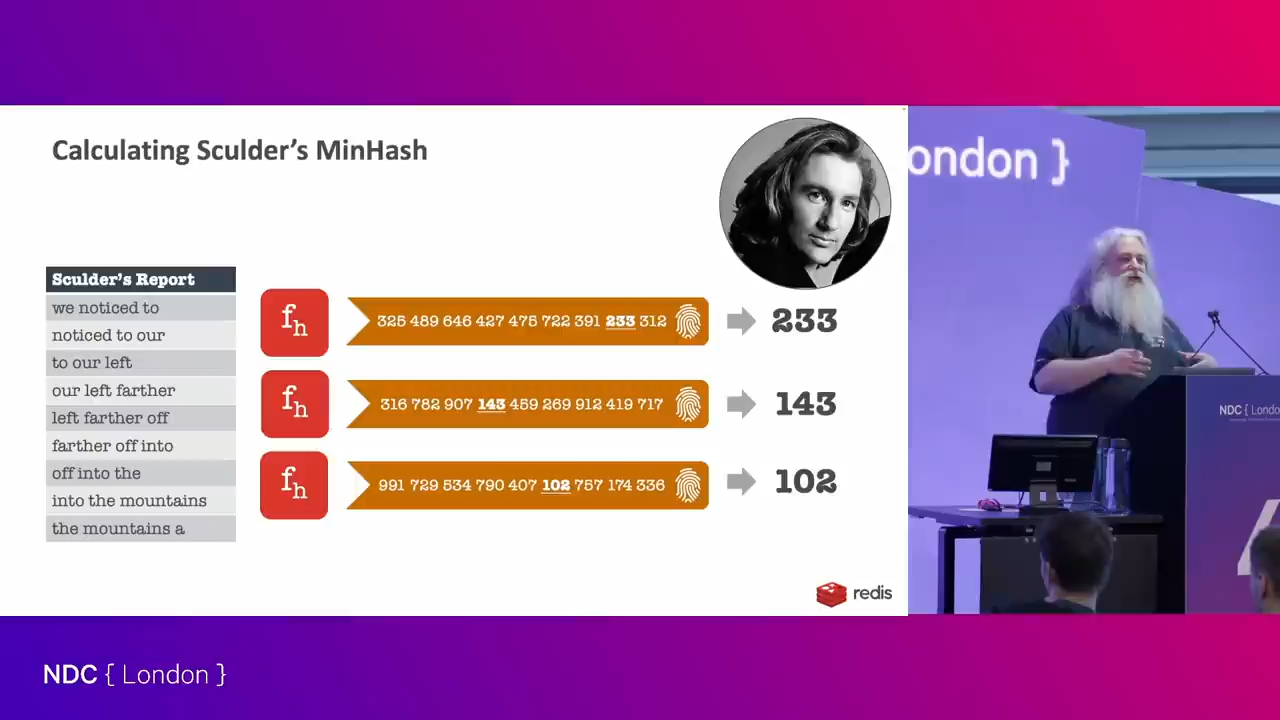 Calculating Sculder's MinHash
Sculder's Report
we noticed to
noticed to our
to our left
our left farther
left farther off
farther off into
off into the
into the mountains
the mountains a
fh
325 489 646 427 475 722 391 233 312
233
fh
316 782 907 143 459 269 912 419 717
143
fh
991 729 534 790 407 102 757 174 336
102
redis
ondon }
NDC { Londo
NDC { London }